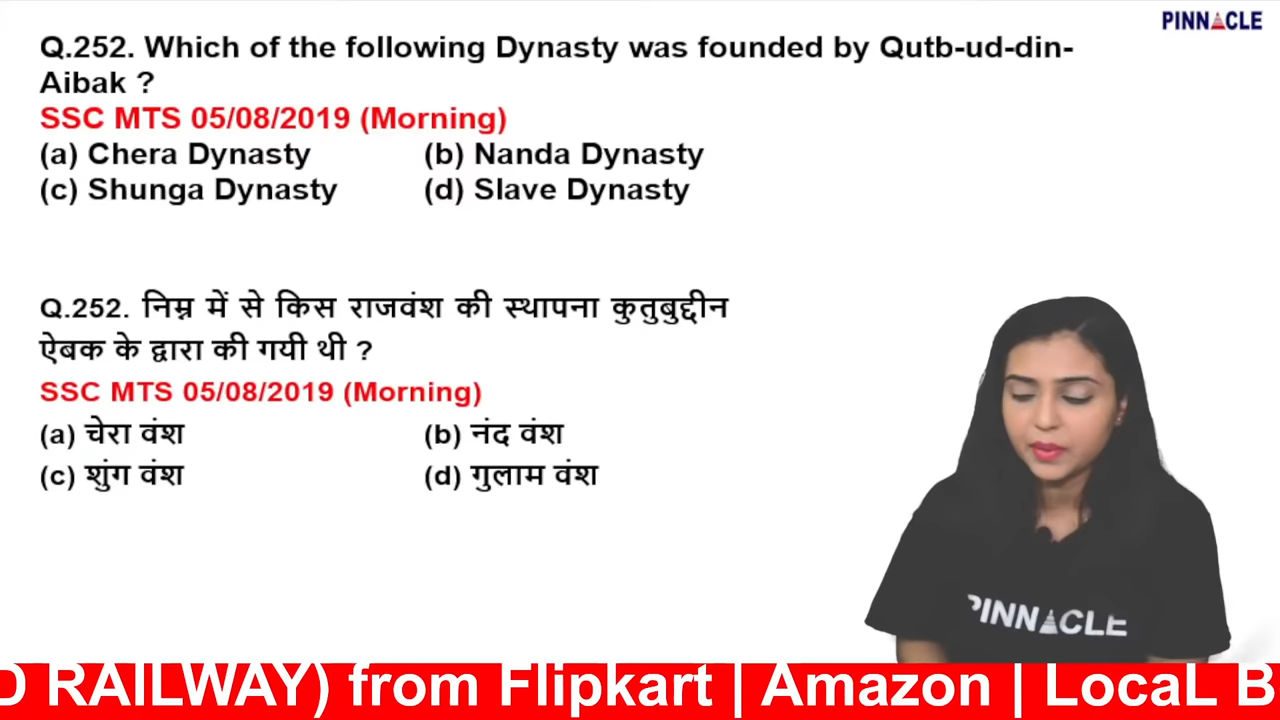 PINNACLE
Q.252. Which of the following Dynasty was founded by Qutb-ud-din-
Aibak ?
SSC MTS 05/08/2019 (Morning)
(a) Chera Dynasty (b) Nanda Dynasty
(c) Shunga Dynasty (d) Slave Dynasty
Q.252. निम्न में से किस राजवंश की स्थापना कुतुबुद्दीन
ऐबक के द्वारा की गयी थी ?
SSC MTS 05/08/2019 (Morning)
(a) चेरा वंश (b) नंद वंश
(c) शुंग वंश (d) गुलाम वंश
PINNACLE
D RAILWAY) from Flipkart | Amazon | LocaL B